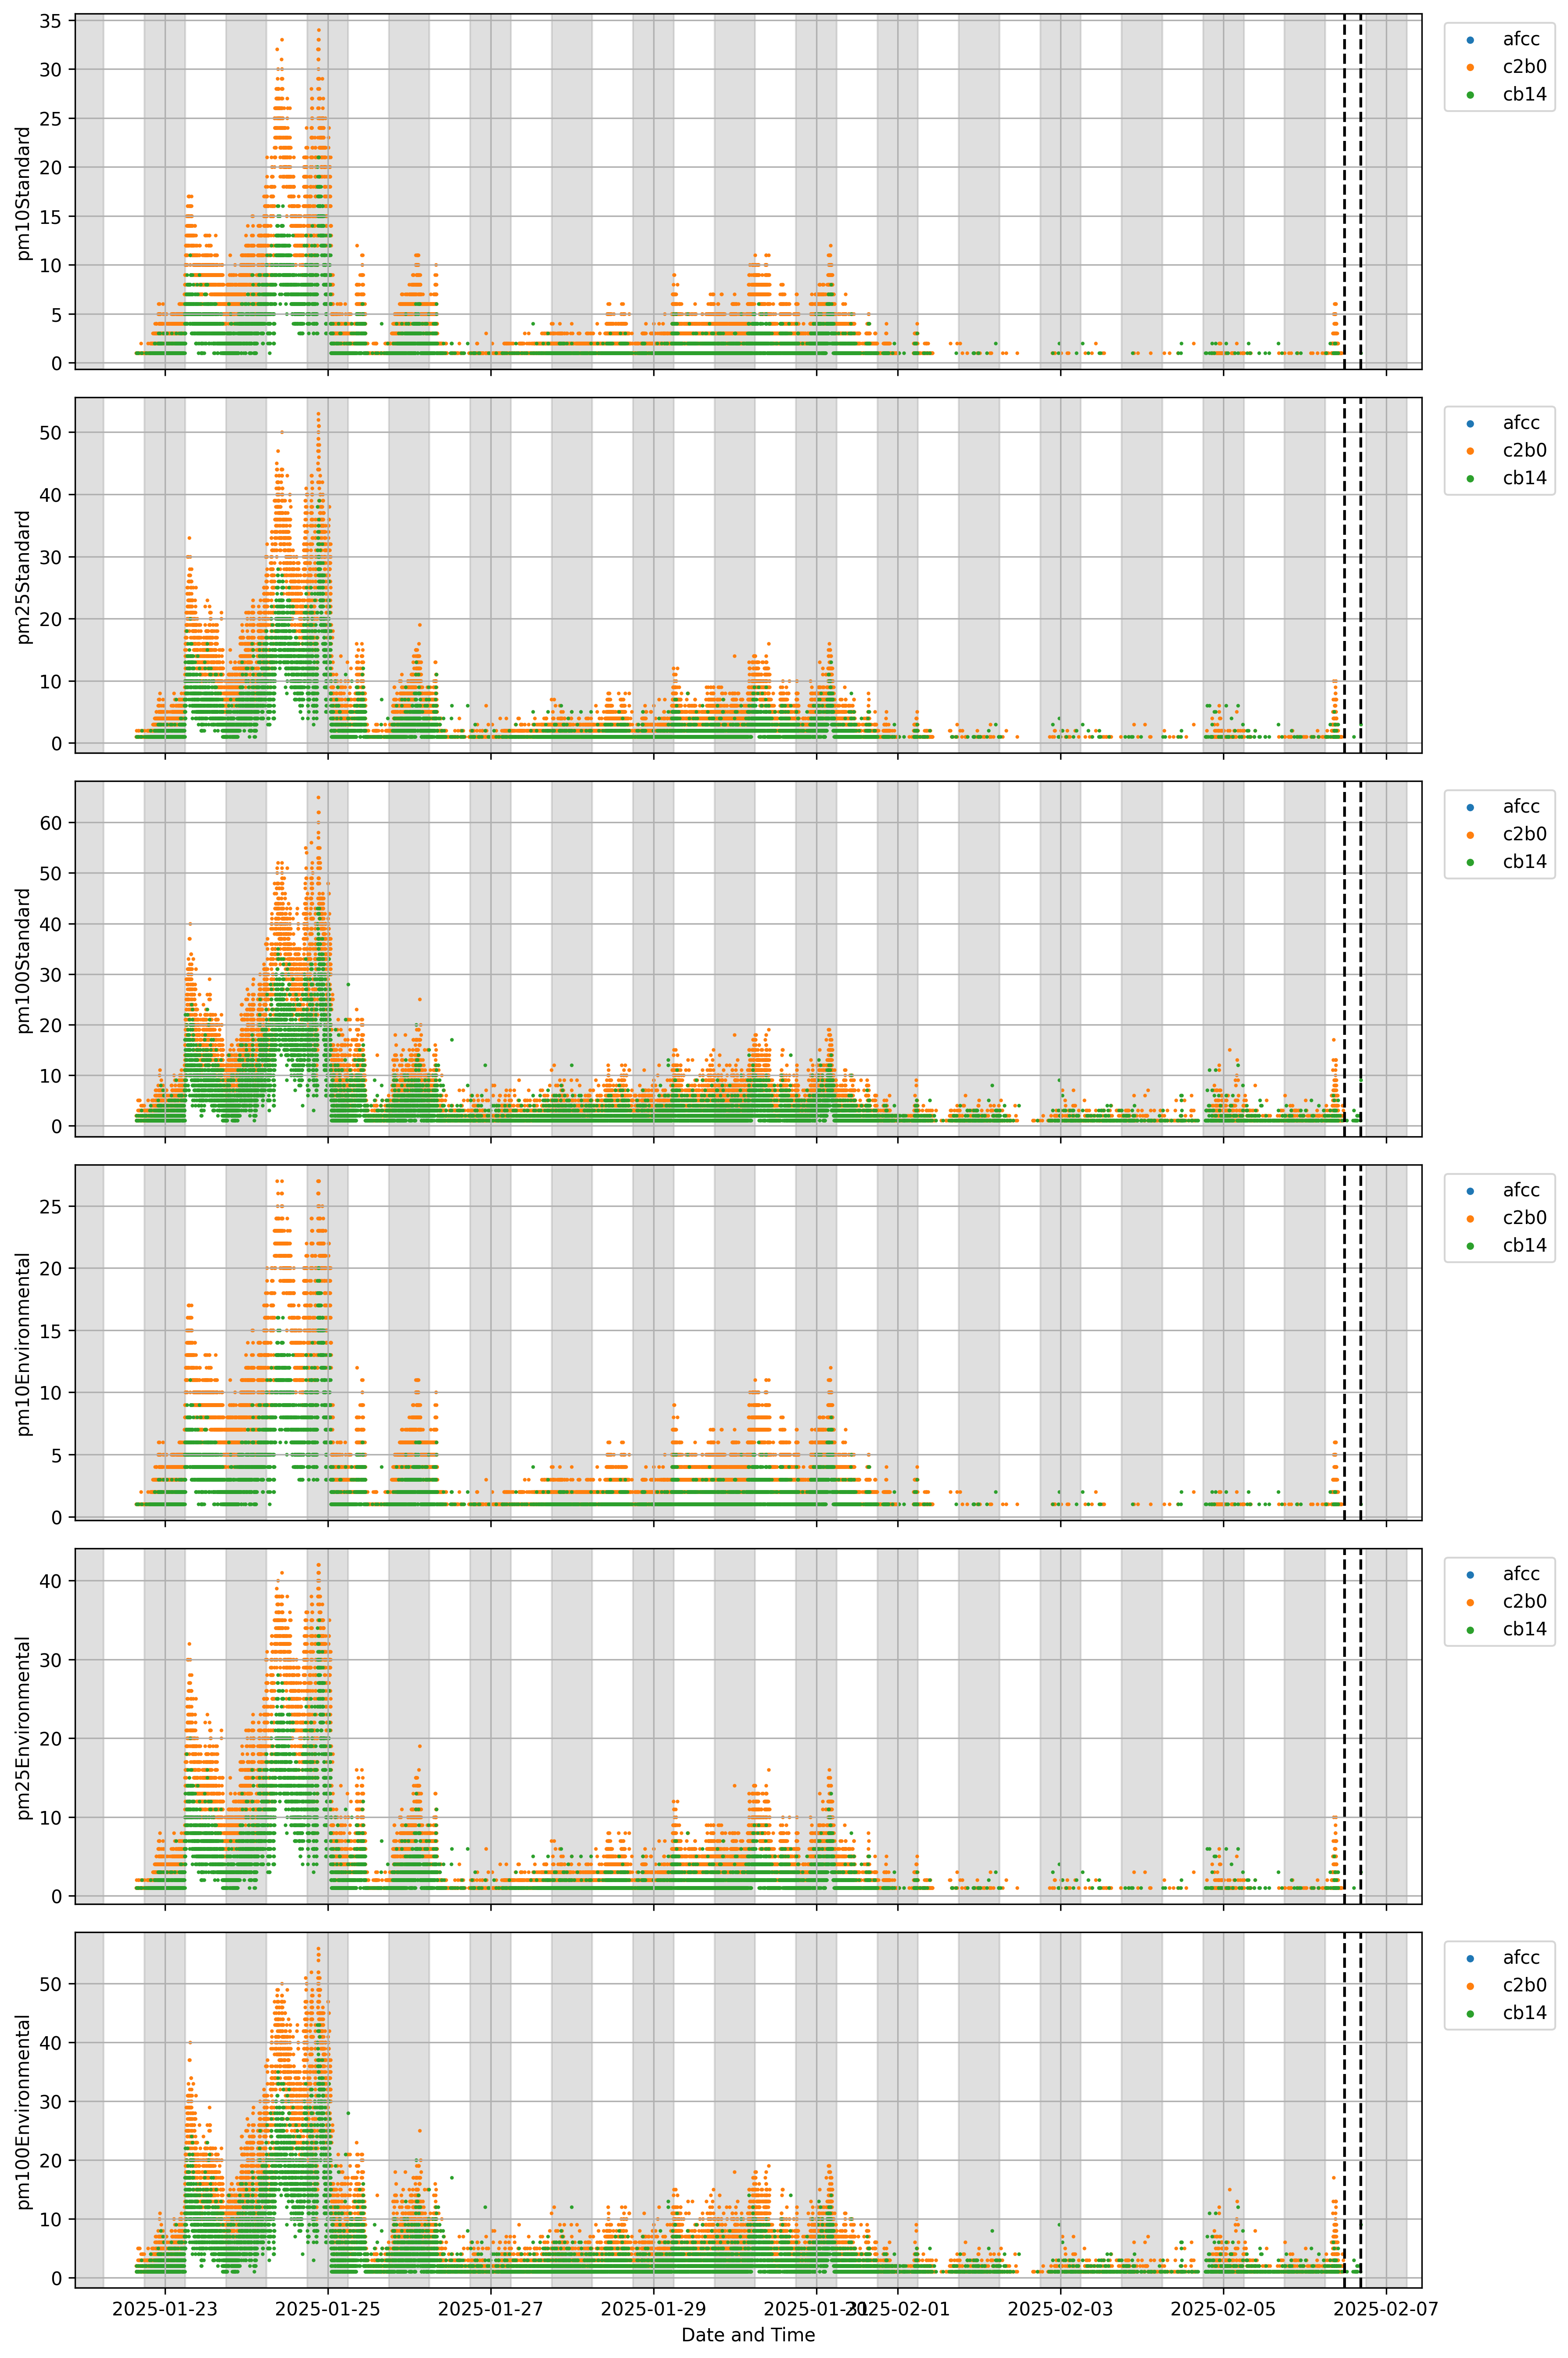 35
30
25
20
15
10
5
0
pm10Standard
afcc
c2b0
cb14
50
40
30
20
10
0
pm25Standard
afcc
c2b0
cb14
60
50
40
30
20
10
0
pm100Standard
afcc
c2b0
cb14
25
20
15
10
5
0
pm10Environmental
afcc
c2b0
cb14
40
30
20
10
0
pm25Environmental
afcc
c2b0
cb14
50
40
30
20
10
0
pm100Environmental
afcc
c2b0
cb14
2025-01-23 2025-01-25 2025-01-27 2025-01-29 2025-01-31 2025-02-01 2025-02-03 2025-02-05 2025-02-07
Date and Time